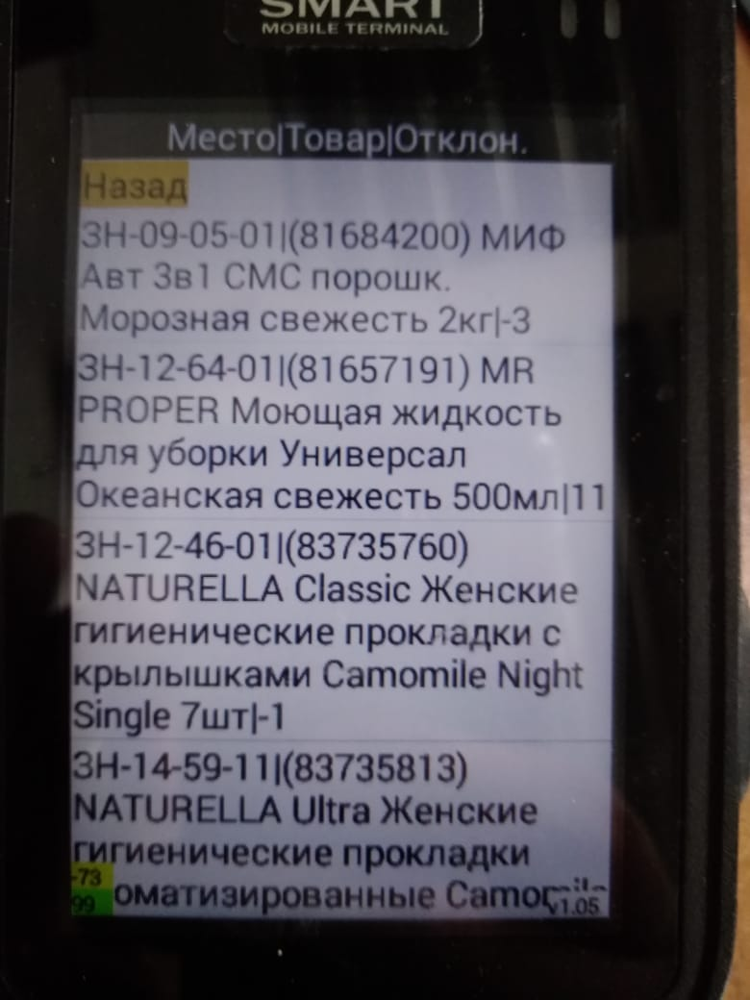 SMART
MOBILE TERMINAL
Место|Товар|Отклон.
Назад
ЗН-09-05-01|(81684200) МИФ
Авт 3в1 СМС порошк.
Морозная свежесть 2кг|-3
ЗН-12-64-01|(81657191) MR
PROPER Моющая жидкость
для уборки Универсал
Океанская свежесть 500мл|11
ЗН-12-46-01|(83735760)
NATURELLA Classic Женские
гигиенические прокладки с
крылышками Camomile Night
Single 7шт|-1
ЗН-14-59-11|(83735813)
NATURELLA Ultra Женские
гигиенические прокладки
-73
99
оматизированные
v1.05